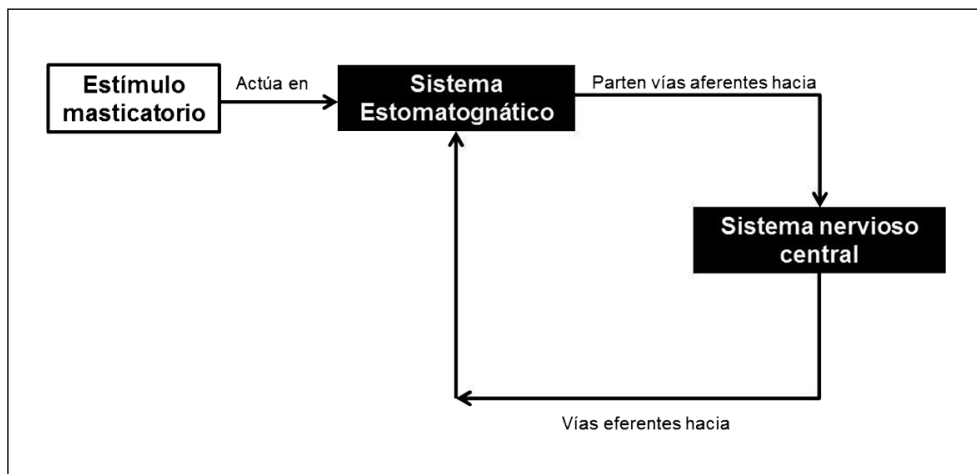 Estímulo
masticatorio
Actúa en
Sistema
Estomatognático
Parten vías aferentes hacia
Sistema nervioso
central
Vías eferentes hacia